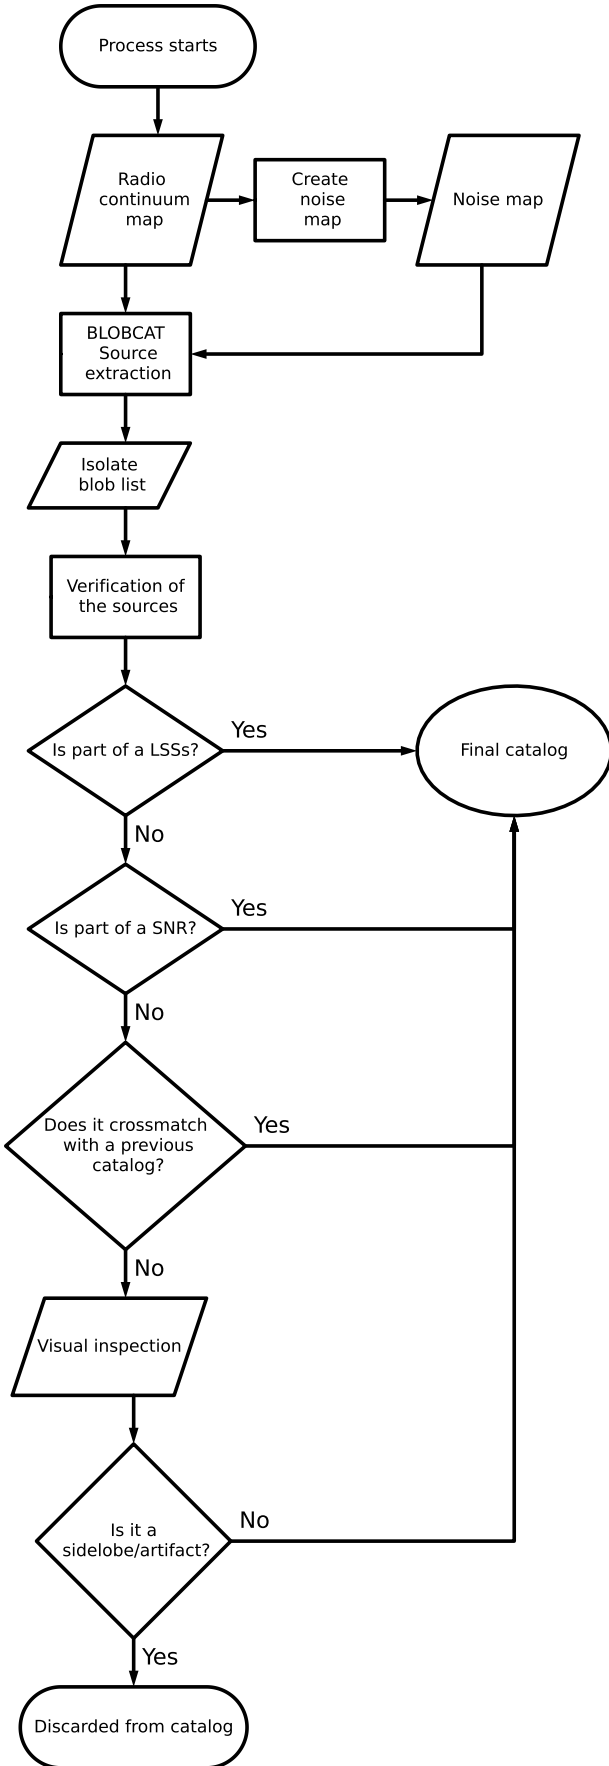 Process starts
Radio
continuum
map
Create
noise
map
Noise map
BLOBCAT
Source
extraction
Isolate
blob list
Verification of
the sources
Is part of a LSSs?
Yes
Final catalog
No
Is part of a SNR?
Yes
No
Does it crossmatch
with a previous
catalog?
Yes
No
Visual inspection
Is it a
sidelobe/artifact?
No
Yes
Discarded from catalog